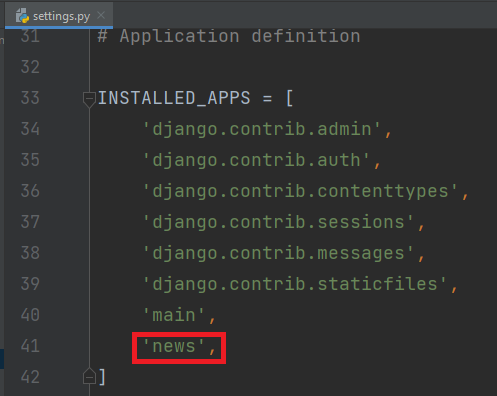 settings.py
31 # Application definition
32
33 INSTALLED_APPS = [
34 'django.contrib.admin',
35 'django.contrib.auth',
36 'django.contrib.contenttypes',
37 'django.contrib.sessions',
38 'django.contrib.messages',
39 'django.contrib.staticfiles',
40 'main',
41 'news',
42 ]